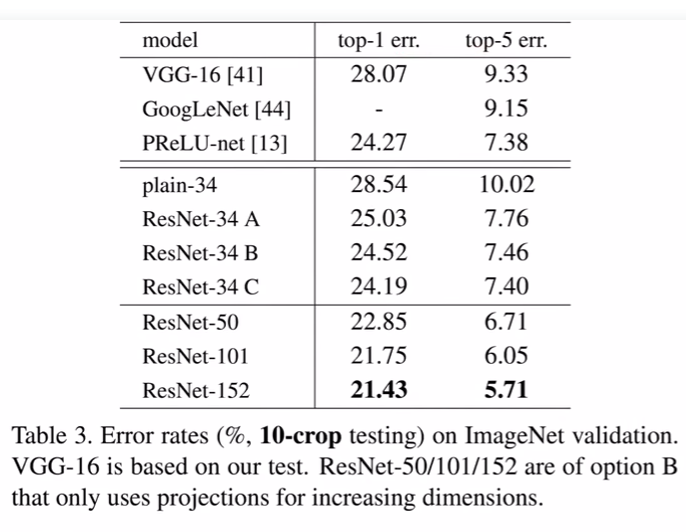 model top-1 err. top-5 err.
VGG-16 [41] 28.07 9.33
GoogLeNet [44] - 9.15
PReLU-net [13] 24.27 7.38
plain-34 28.54 10.02
ResNet-34 A 25.03 7.76
ResNet-34 B 24.52 7.46
ResNet-34 C 24.19 7.40
ResNet-50 22.85 6.71
ResNet-101 21.75 6.05
ResNet-152 21.43 5.71
Table 3. Error rates (%, 10-crop testing) on ImageNet validation.
VGG-16 is based on our test. ResNet-50/101/152 are of option B
that only uses projections for increasing dimensions.